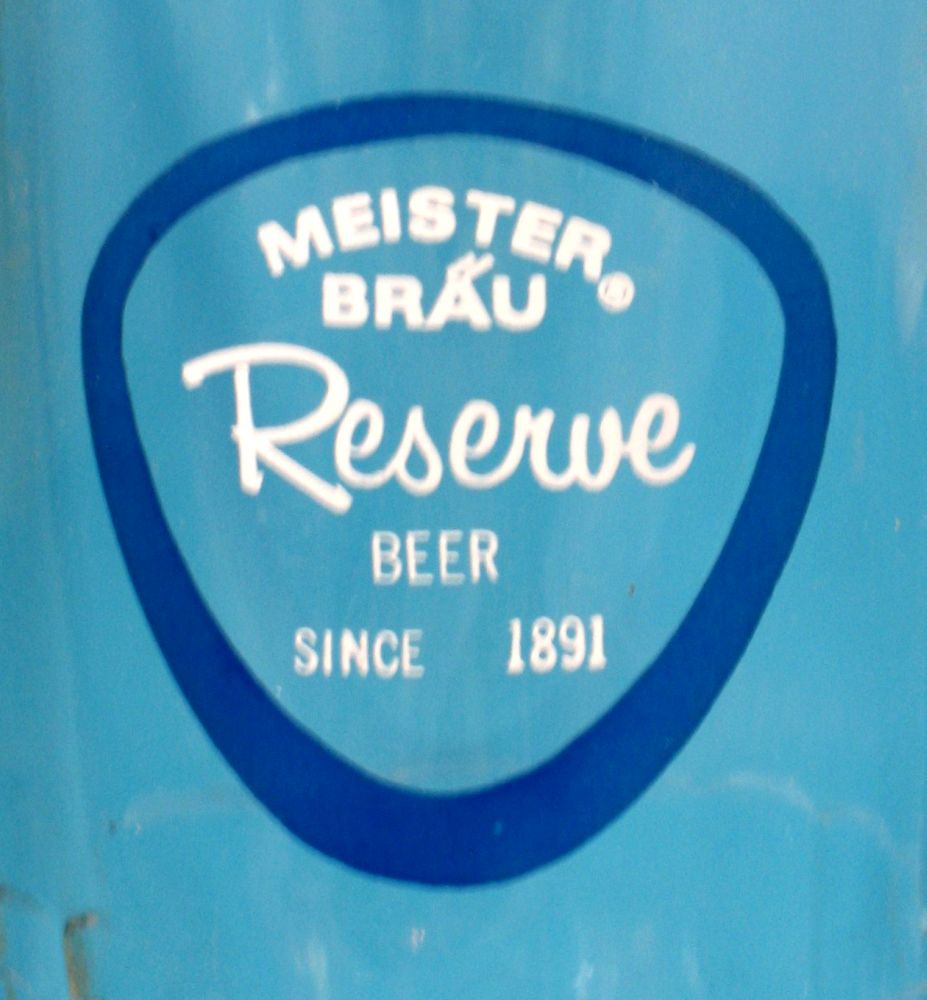 MEISTER®
BRÄU
Reserve
BEER
SINCE 1891